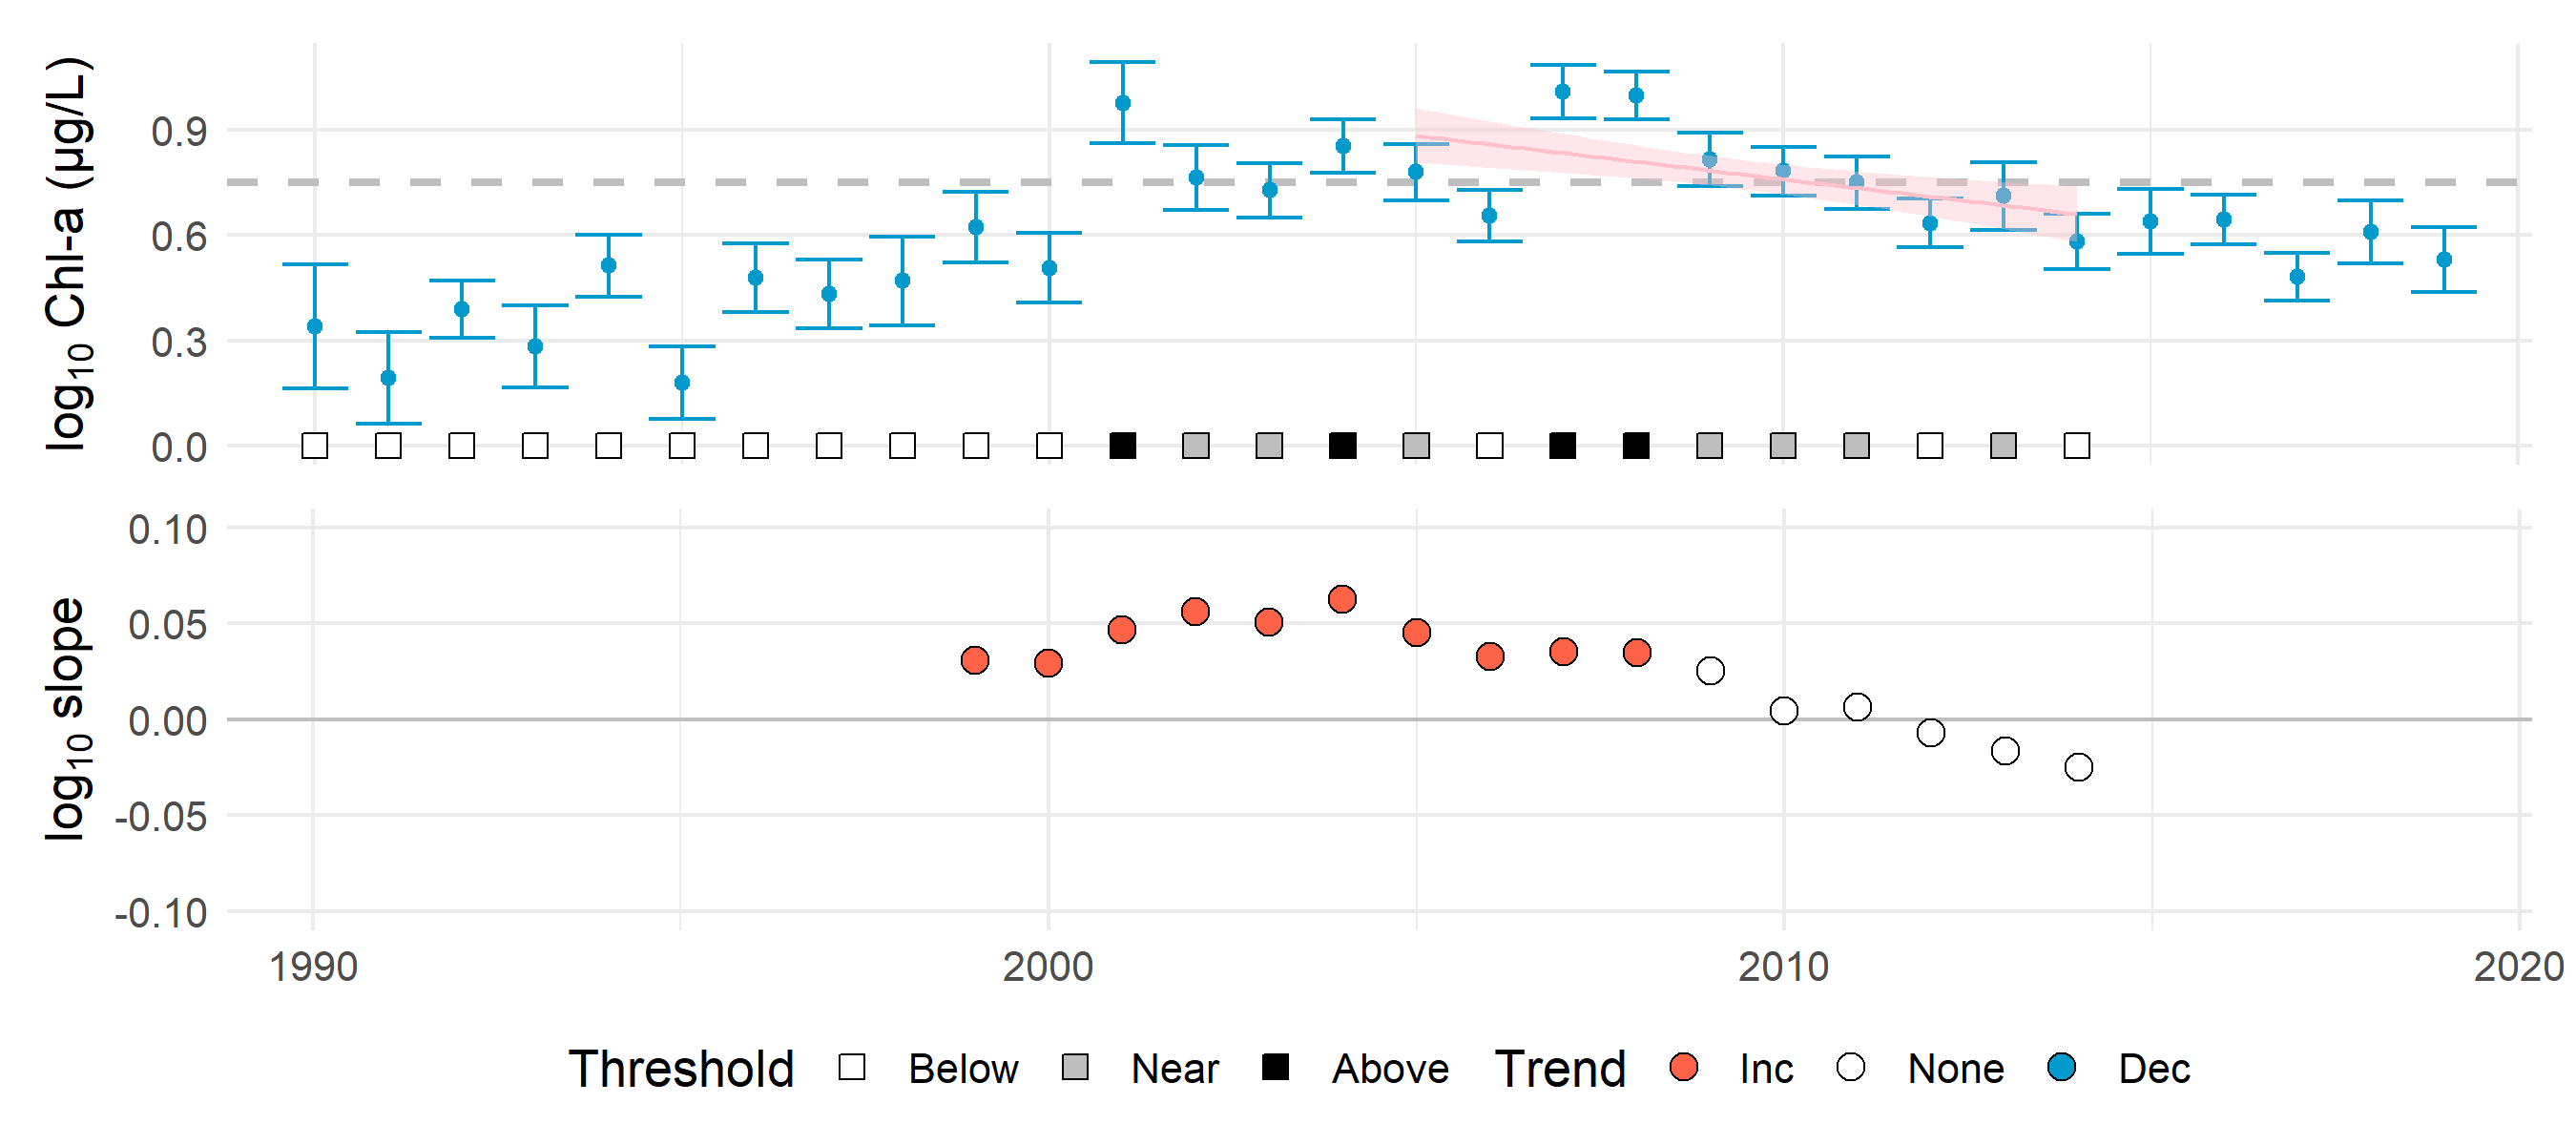 log₁₀ Chl-a (µg/L)
0.9
0.6
0.3
0.0
log₁₀ slope
0.10
0.05
0.00
-0.05
-0.10
1990 2000 2010 2020
Threshold Below Near Above Trend Inc None Dec